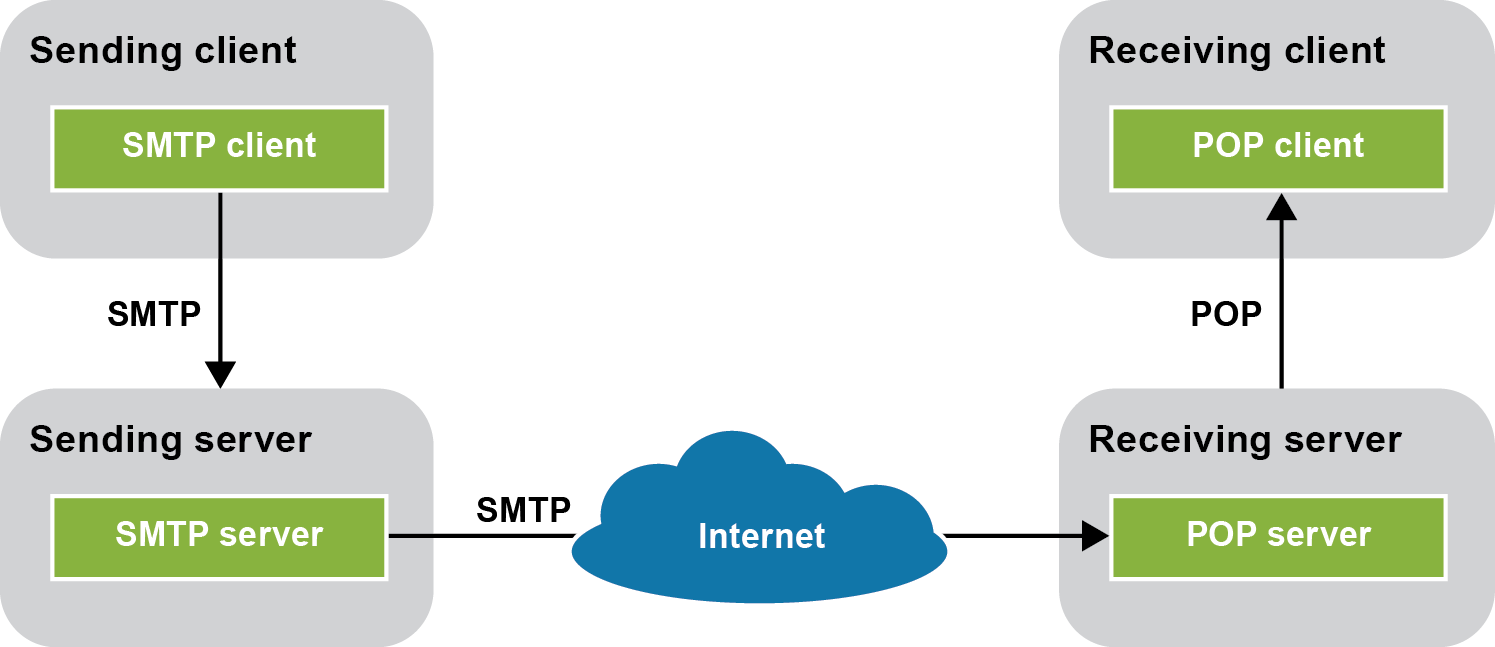 Sending client
SMTP client
SMTP
Sending server
SMTP server
SMTP
Internet
Receiving client
POP client
POP
Receiving server
POP server